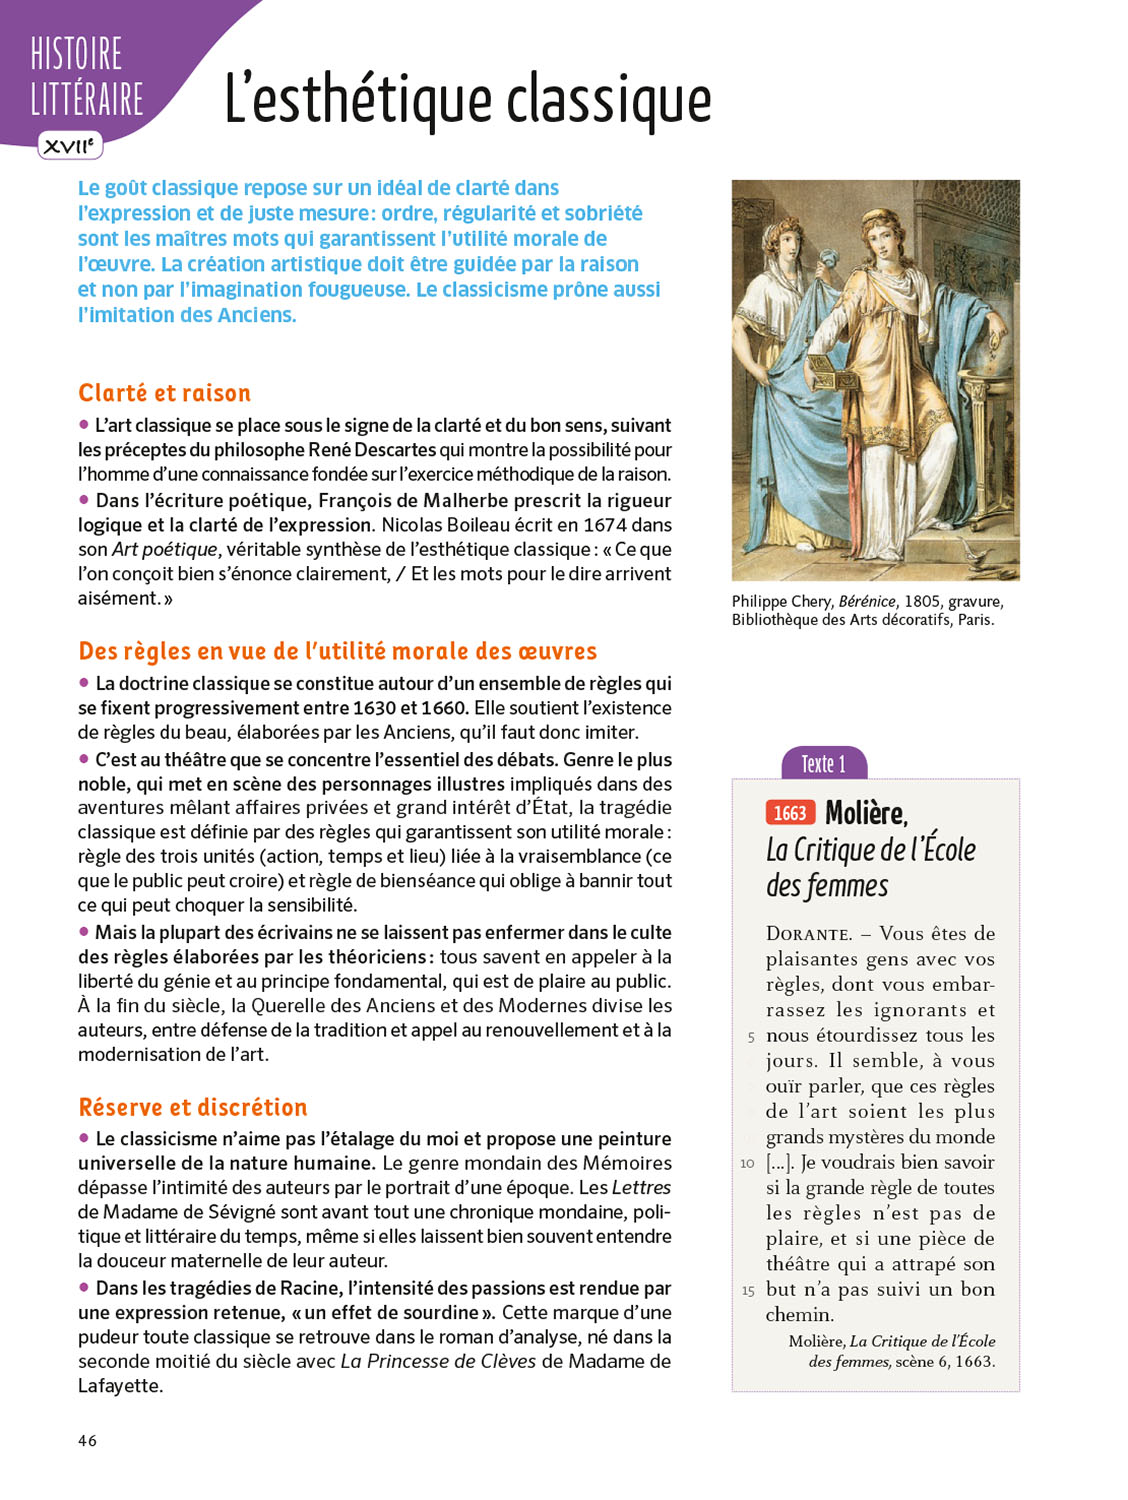 HISTOIRE
LITTÉRAIRE
XVIIe
L’esthétique classique
Le goût classique repose sur un idéal de clarté dans
l’expression et de juste mesure : ordre, régularité et sobriété
sont les maîtres mots qui garantissent l’utilité morale de
l’œuvre. La création artistique doit être guidée par la raison
et non par l’imagination fougueuse. Le classicisme prône aussi
l’imitation des Anciens.
Clarté et raison
• L’art classique se place sous le signe de la clarté et du bon sens, suivant
les préceptes du philosophe René Descartes qui montre la possibilité pour
l’homme d’une connaissance fondée sur l’exercice méthodique de la raison.
• Dans l’écriture poétique, François de Malherbe prescrit la rigueur
logique et la clarté de l’expression. Nicolas Boileau écrit en 1674 dans
son Art poétique, véritable synthèse de l’esthétique classique : « Ce que
l’on conçoit bien s’énonce clairement, / Et les mots pour le dire arrivent
aisément. »
Des règles en vue de l’utilité morale des œuvres
• La doctrine classique se constitue autour d’un ensemble de règles qui
se fixent progressivement entre 1630 et 1660. Elle soutient l’existence
de règles du beau, élaborées par les Anciens, qu’il faut donc imiter.
• C’est au théâtre que se concentre l’essentiel des débats. Genre le plus
noble, qui met en scène des personnages illustres impliqués dans des
aventures mêlant affaires privées et grand intérêt d’État, la tragédie
classique est définie par des règles qui garantissent son utilité morale :
règle des trois unités (action, temps et lieu) liée à la vraisemblance (ce
que le public peut croire) et règle de bienséance qui oblige à bannir tout
ce qui peut choquer la sensibilité.
• Mais la plupart des écrivains ne se laissent pas enfermer dans le culte
des règles élaborées par les théoriciens : tous savent en appeler à la
liberté du génie et au principe fondamental, qui est de plaire au public.
À la fin du siècle, la Querelle des Anciens et des Modernes divise les
auteurs, entre défense de la tradition et appel au renouvellement et à la
modernisation de l’art.
Réserve et discrétion
• Le classicisme n’aime pas l’étalage du moi et propose une peinture
universelle de la nature humaine. Le genre mondain des Mémoires
dépasse l’intimité des auteurs par le portrait d’une époque. Les Lettres
de Madame de Sévigné sont avant tout une chronique mondaine, poli-
tique et littéraire du temps, même si elles laissent bien souvent entendre
la douceur maternelle de leur auteur.
• Dans les tragédies de Racine, l’intensité des passions est rendue par
une expression retenue, « un effet de sourdine ». Cette marque d’une
pudeur toute classique se retrouve dans le roman d’analyse, né dans la
seconde moitié du siècle avec La Princesse de Clèves de Madame de
Lafayette.
Philippe Chery, Bérénice, 1805, gravure,
Bibliothèque des Arts décoratifs, Paris.
Texte 1
1663 Molière,
La Critique de l’École
des femmes
DORANTE. – Vous êtes de
plaisantes gens avec vos
règles, dont vous embar-
rassez les ignorants et
5 nous étourdissez tous les
jours. Il semble, à vous
ouïr parler, que ces règles
de l’art soient les plus
grands mystères du monde
10 [...]. Je voudrais bien savoir
si la grande règle de toutes
les règles n’est pas de
plaire, et si une pièce de
théâtre qui a attrapé son
15 but n’a pas suivi un bon
chemin.
Molière, La Critique de l’École
des femmes, scène 6, 1663.
46